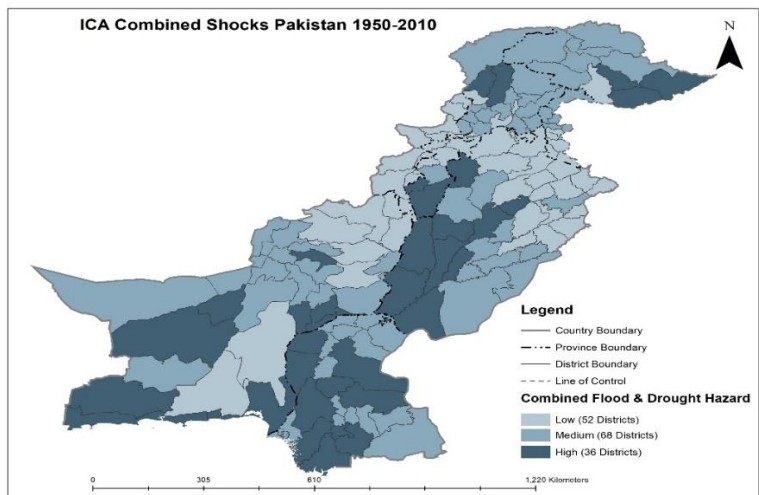 ICA Combined Shocks Pakistan 1950-2010
N
Legend
Country Boundary
Province Boundary
District Boundary
Line of Control
Combined Flood & Drought Hazard
Low (52 Districts)
Medium (68 Districts)
High (36 Districts)
0 305 610 1,220 Kilometers